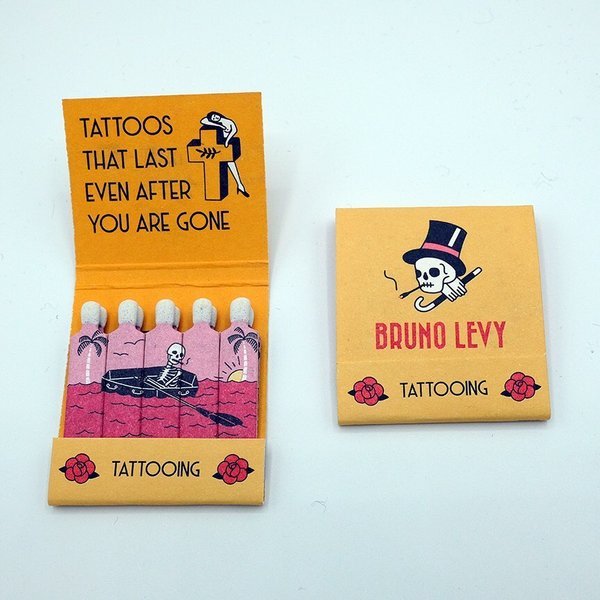 TATTOOS
THAT LAST
EVEN AFTER
YOU ARE GONE
TATTOOING
BRUNO LEVY
TATTOOING